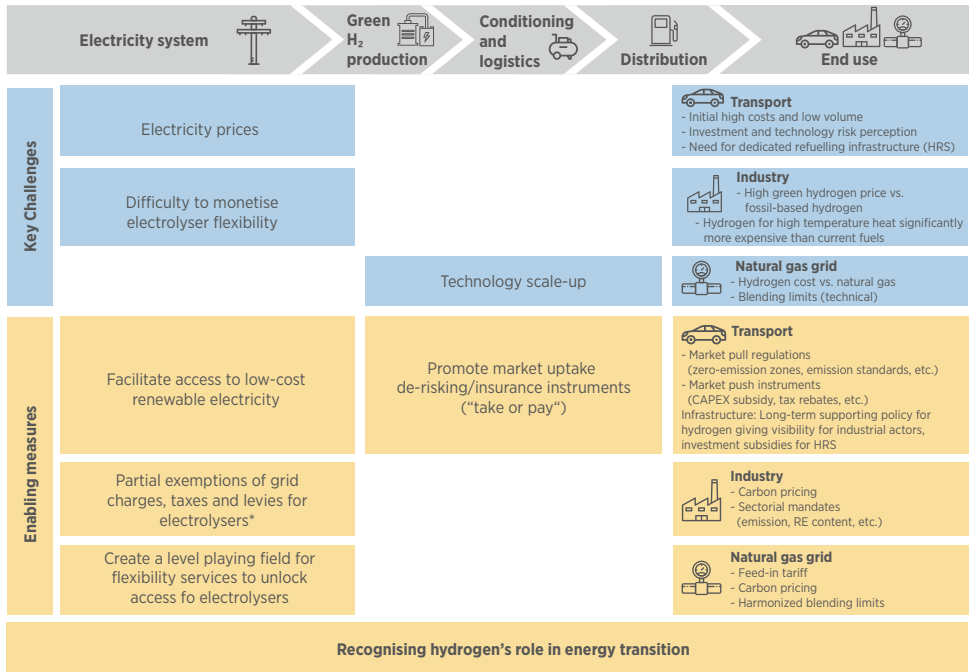 Electricity system
Green
H₂
production
Conditioning
and
logistics
Distribution
End use
Key Challenges
Electricity prices
Transport
- Initial high costs and low volume
- Investment and technology risk perception
- Need for dedicated refuelling infrastructure (HRS)
Difficulty to monetise
electrolyser flexibility
Industry
- High green hydrogen price vs.
fossil-based hydrogen
- Hydrogen for high temperature heat significantly
more expensive than current fuels
Technology scale-up
Natural gas grid
- Hydrogen cost vs. natural gas
- Blending limits (technical)
Enabling measures
Facilitate access to low-cost
renewable electricity
Promote market uptake
de-risking/insurance instruments
(“take or pay“)
Transport
- Market pull regulations
(zero-emission zones, emission standards, etc.)
- Market push instruments
(CAPEX subsidy, tax rebates, etc.)
Infrastructure: Long-term supporting policy for
hydrogen giving visibility for industrial actors,
investment subsidies for HRS
Partial exemptions of grid
charges, taxes and levies for
electrolysers*
Industry
- Carbon pricing
- Sectorial mandates
(emission, RE content, etc.)
Create a level playing field for
flexibility services to unlock
access fo electrolysers
Natural gas grid
- Feed-in tariff
- Carbon pricing
- Harmonized blending limits
Recognising hydrogen’s role in energy transition